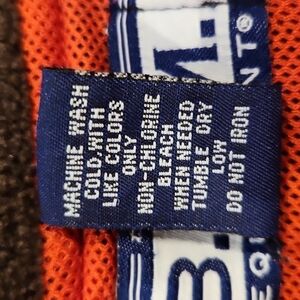 MACHINE WASH
COLD,WITH
LIKE COLORS
ONLY
NON-CHLORINE
BLEACH
WHEN NEEDED
TUMBLE DRY
LOW
DO NOT IRON